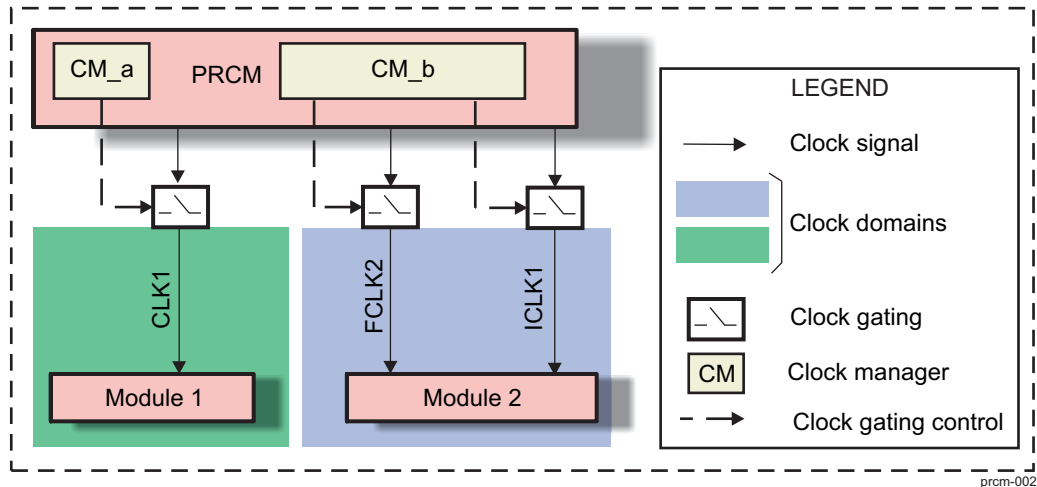 CM_a
PRCM
CM_b
CLK1
FCLK2
ICLK1
Module 1
Module 2
LEGEND
Clock signal
Clock domains
Clock gating
CM
Clock manager
Clock gating control
prcm-002